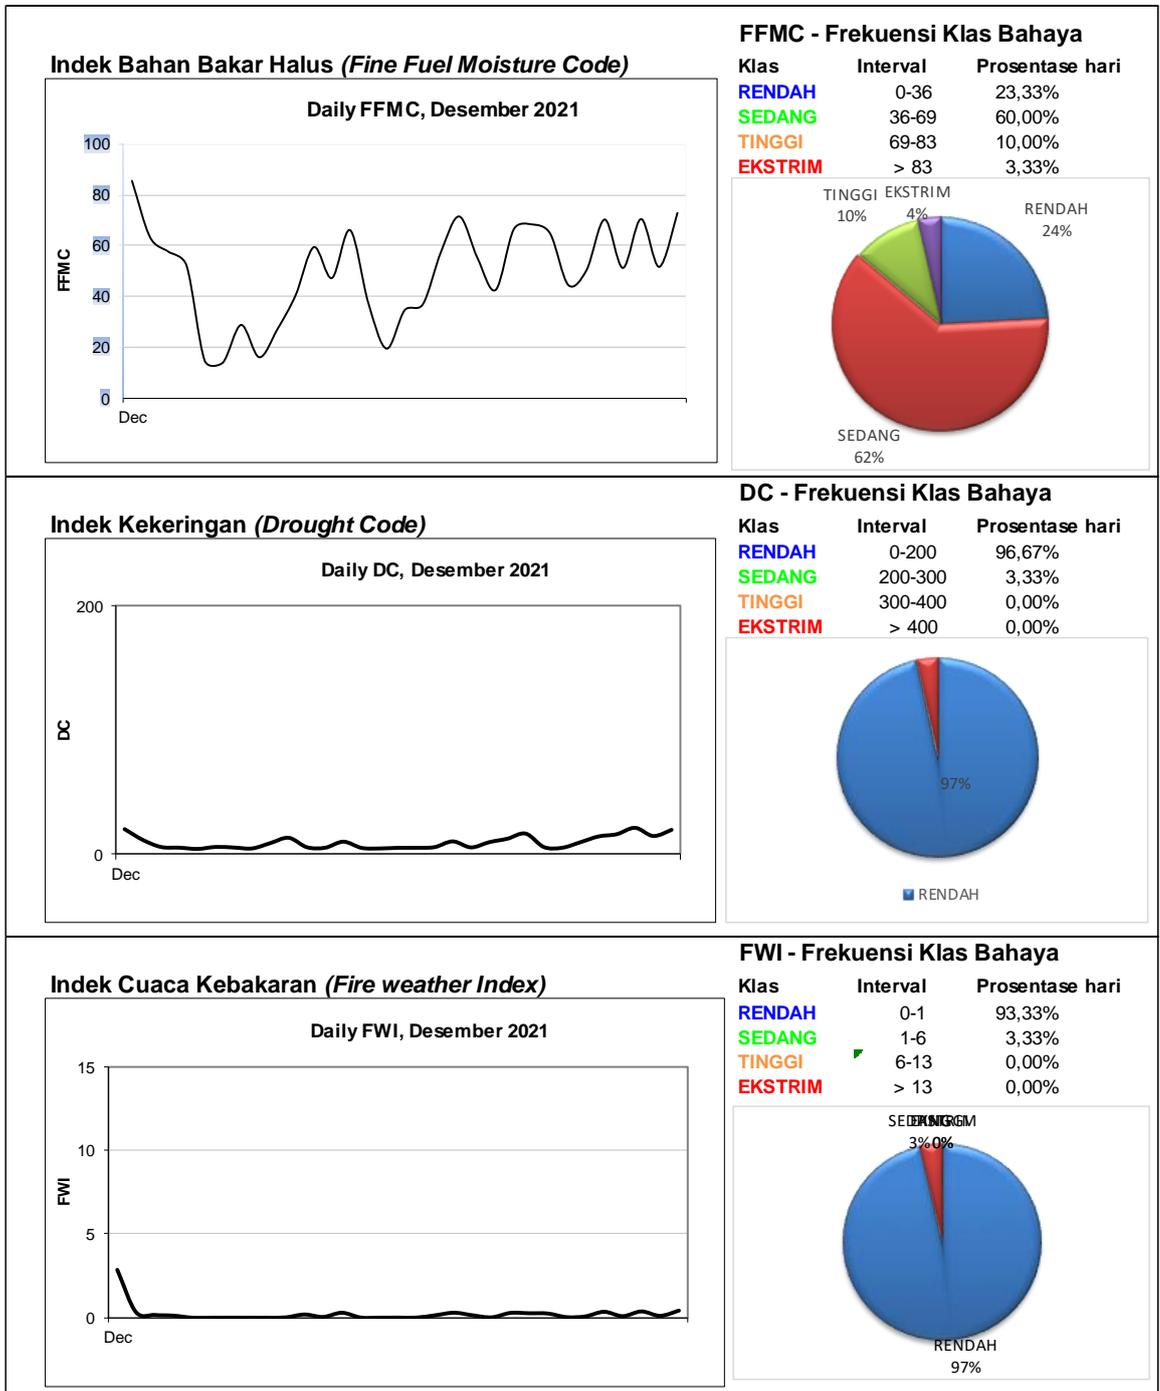 FFMC - Frekuensi Klas Bahaya
Indek Bahan Bakar Halus (Fine Fuel Moisture Code)
Klas Interval Prosentase hari
RENDAH 0-36 23,33%
SEDANG 36-69 60,00%
TINGGI 69-83 10,00%
EKSTRIM > 83 3,33%
Daily FFMC, Desember 2021
100
80
60
40
20
0
FFMC
Dec
TINGGI
10%
EKSTRIM
4%
RENDAH
24%
SEDANG
62%
DC - Frekuensi Klas Bahaya
Indek Kekeringan (Drought Code)
Klas Interval Prosentase hari
RENDAH 0-200 96,67%
SEDANG 200-300 3,33%
TINGGI 300-400 0,00%
EKSTRIM > 400 0,00%
Daily DC, Desember 2021
200
0
DC
Dec
97%
RENDAH
FWI - Frekuensi Klas Bahaya
Indek Cuaca Kebakaran (Fire weather Index)
Klas Interval Prosentase hari
RENDAH 0-1 93,33%
SEDANG 1-6 3,33%
TINGGI 6-13 0,00%
EKSTRIM > 13 0,00%
Daily FWI, Desember 2021
15
10
5
0
FWI
Dec
3% 0%
RENDAH
97%